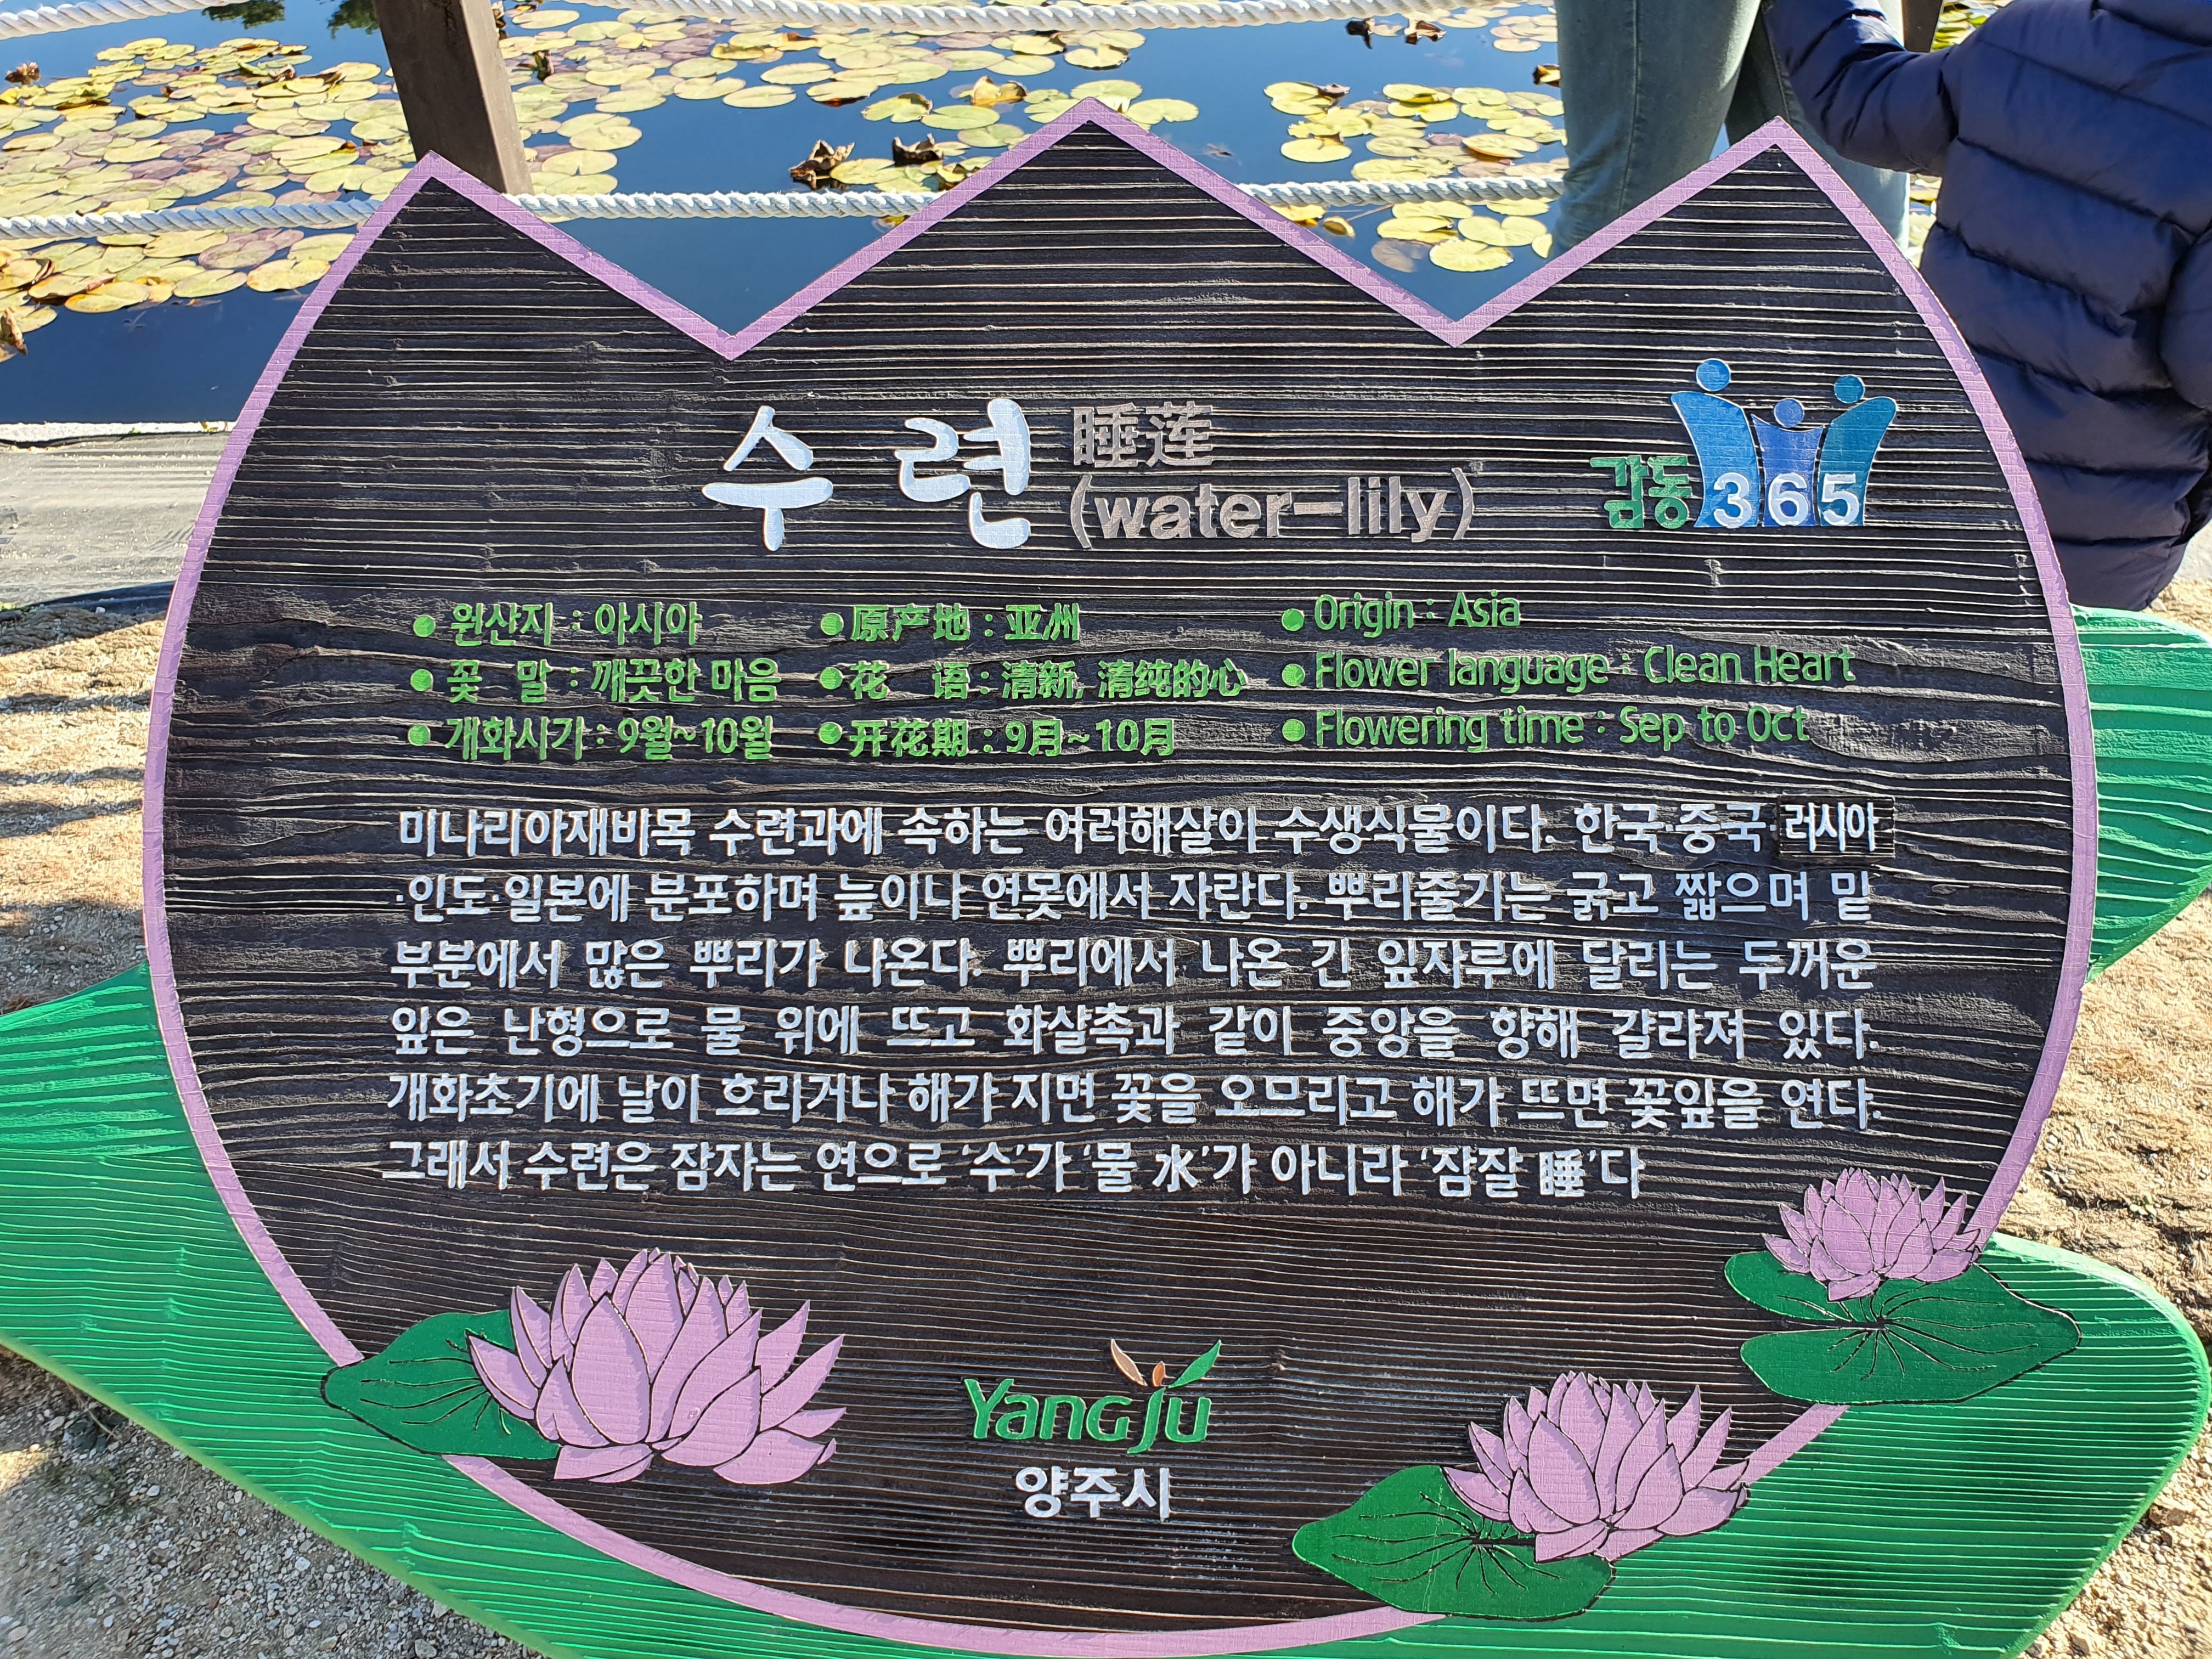 수련 睡莲
(water-lily)
감동365
● 원산지 : 아시아
● 꽃 말 : 깨끗한 마음
● 개화시기 : 9월~10월
● 原产地 : 亚洲
● 花 语 : 清新, 清纯的心
● 开花期 : 9月~10月
● Origin : Asia
● Flower language : Clean Heart
● Flowering time : Sep to Oct
미나리아재비목 수련과에 속하는 여러해살이 수생식물이다. 한국·중국·러시아
·인도·일본에 분포하며 늪이나 연못에서 자란다. 뿌리줄기는 굵고 짧으며 밑
부분에서 많은 뿌리가 나온다. 뿌리에서 나온 긴 잎자루에 달리는 두꺼운
잎은 난형으로 물 위에 뜨고 화살촉과 같이 중앙을 향해 갈라져 있다.
개화초기에 날이 흐리거나 해가 지면 꽃을 오므리고 해가 뜨면 꽃잎을 연다.
그래서 수련은 잠자는 연으로 '수'가 '물 水'가 아니라 '잠잘 睡'다
Yangju
양주시